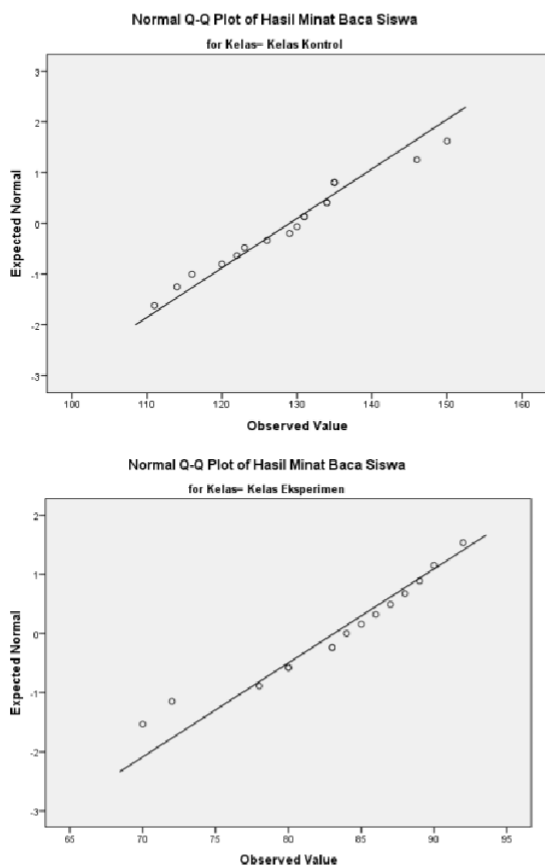 Normal Q-Q Plot of Hasil Minat Baca Siswa
for Kelas= Kelas Kontrol
Expected Normal
3
2
1
0
-1
-2
-3
100 110 120 130 140 150 160
Observed Value
Normal Q-Q Plot of Hasil Minat Baca Siswa
for Kelas= Kelas Eksperimen
Expected Normal
2
1
0
-1
-2
-3
65 70 75 80 85 90 95
Observed Value